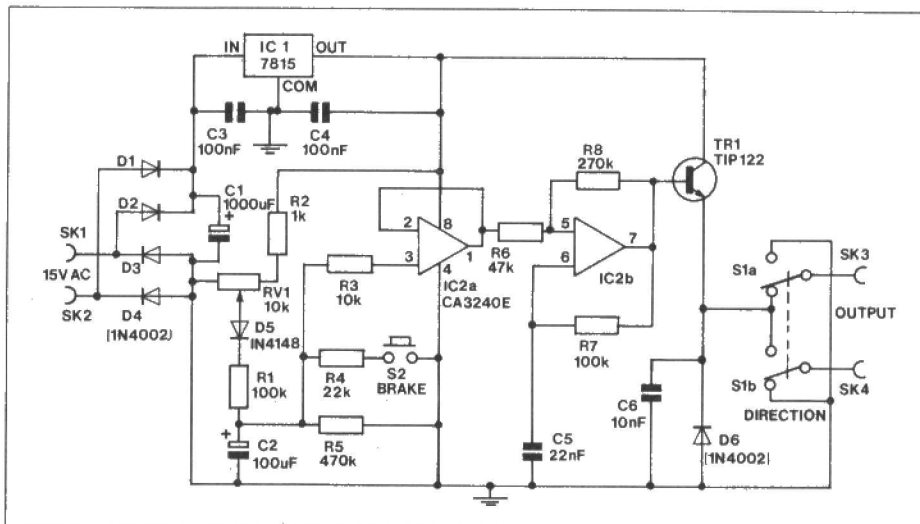 IN
IC 1
7815
OUT
COM
C3
100nF
C4
100nF
D1
D2
C1
1000uF
R2
1k
SK1
15V AC
SK2
D3
D4
(1N4002)
RV1
10k
D5
IN4148
R1
100k
C2
100uF
+
+
R3
10k
R4
22k
S2
BRAKE
R5
470k
2
3
8
4
1
IC2a
CA3240E
R6
47k
R8
270k
5
6
7
IC2b
R7
100k
C5
22nF
C6
10nF
TR1
TIP122
D6
(1N4002)
S1a
SK3
OUTPUT
S1b
SK4
DIRECTION